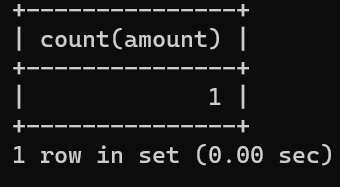 +---------------+
| count(amount) |
+---------------+
|             1 |
+---------------+
1 row in set (0.00 sec)